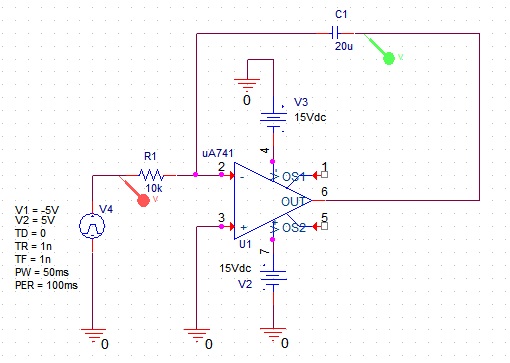 C1
20u
V
0
V3
15Vdc
R1
uA741
4
V-
OS1
1
2
-
10k
V
V4
OUT
6
3
+
U1
V+
OS2
5
7
V1 = -5V
V2 = 5V
TD = 0
TR = 1n
TF = 1n
PW = 50ms
PER = 100ms
15Vdc
V2
0
0
0